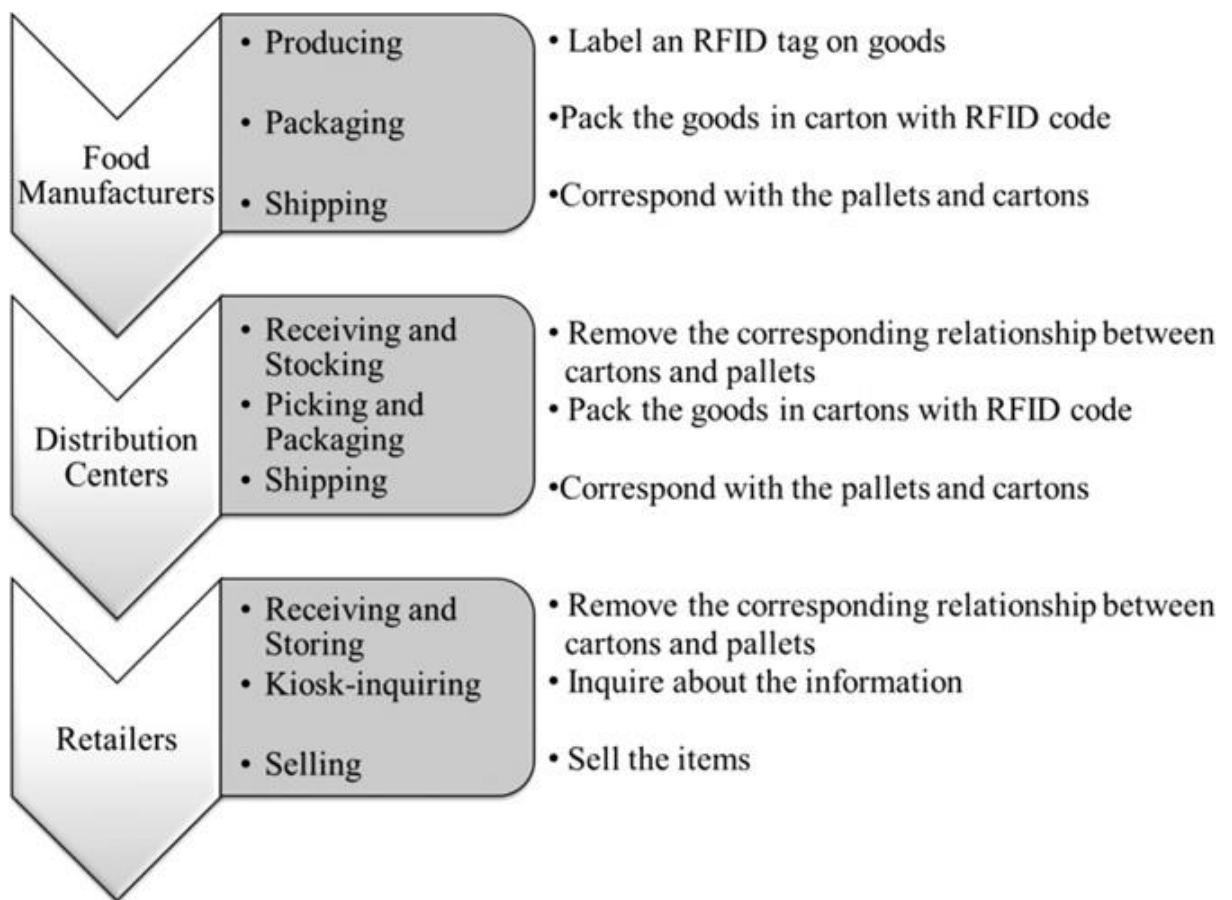 Food
Manufacturers
• Producing
• Packaging
• Shipping
• Label an RFID tag on goods
•Pack the goods in carton with RFID code
•Correspond with the pallets and cartons
Distribution
Centers
• Receiving and
Stocking
• Picking and
Packaging
• Shipping
• Remove the corresponding relationship between
cartons and pallets
• Pack the goods in cartons with RFID code
•Correspond with the pallets and cartons
Retailers
• Receiving and
Storing
• Kiosk-inquiring
• Selling
• Remove the corresponding relationship between
cartons and pallets
• Inquire about the information
• Sell the items